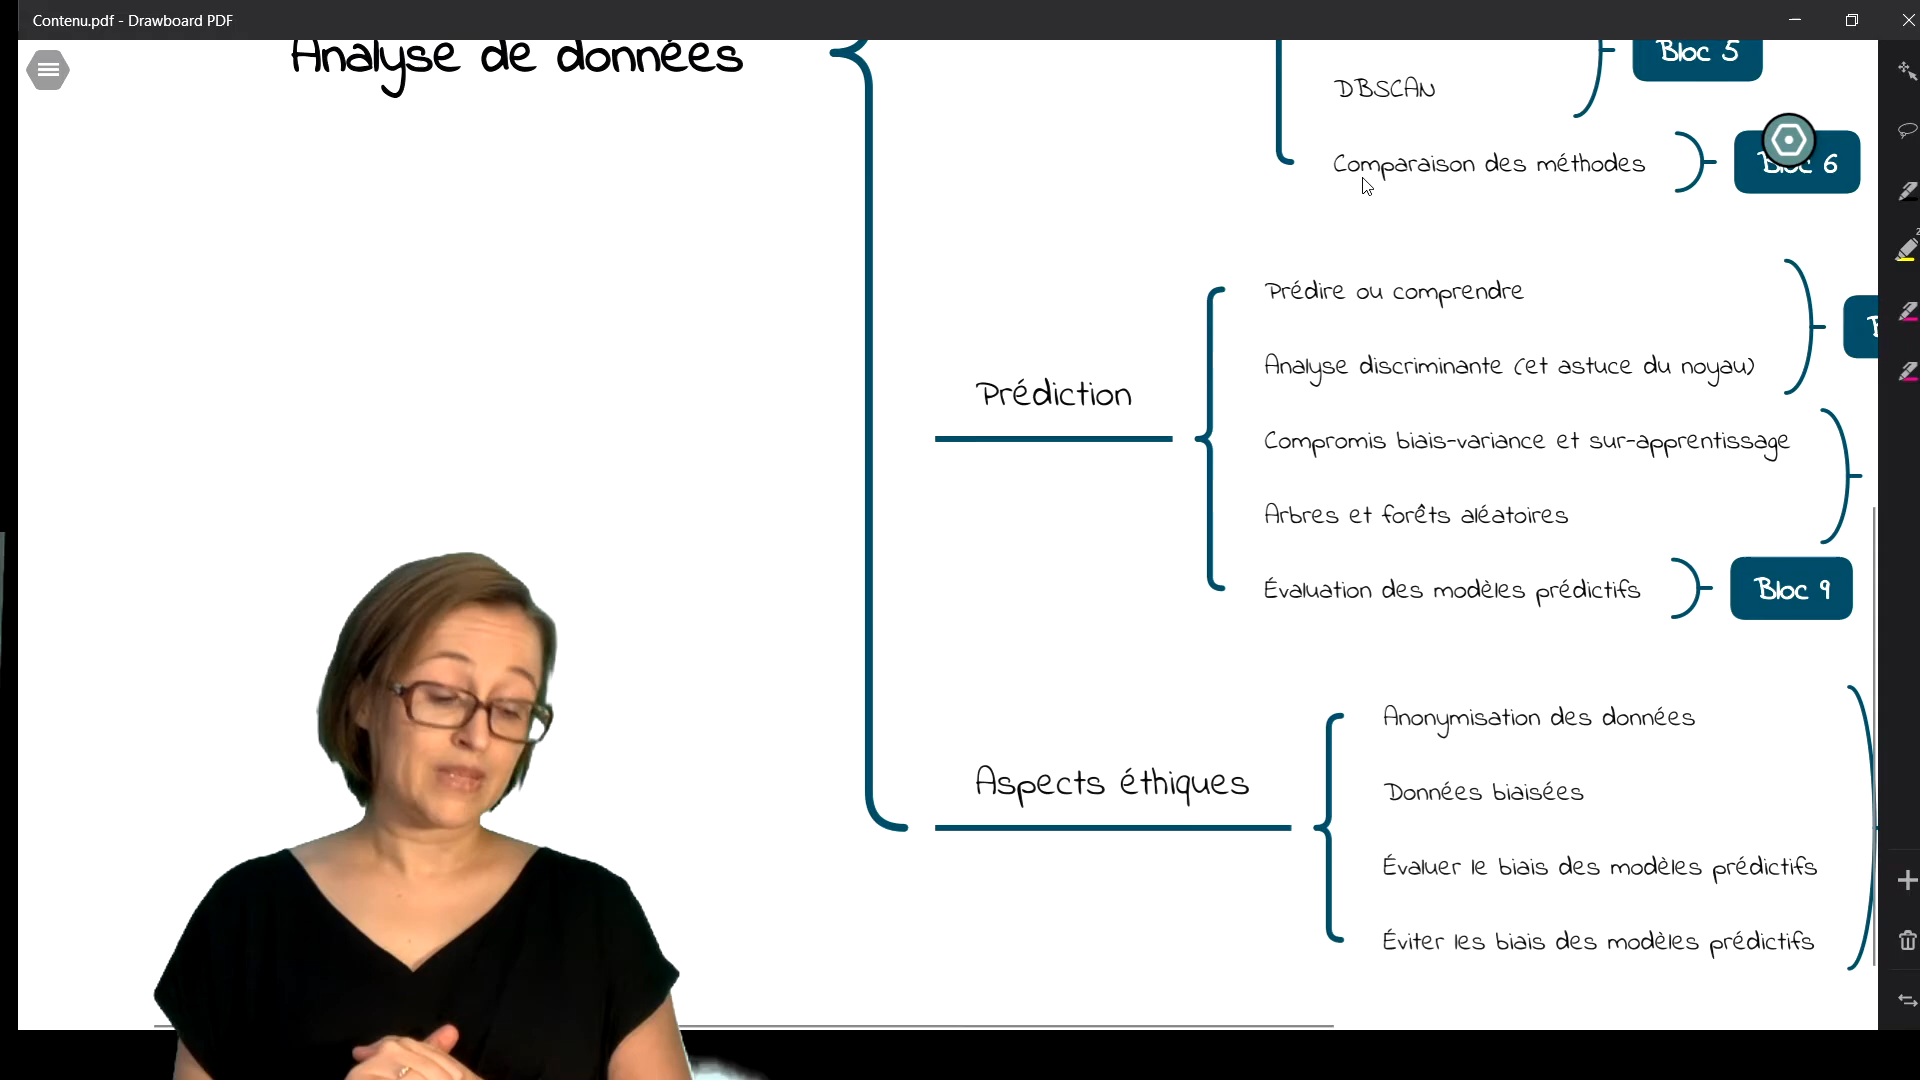 Contenu.pdf - Drawboard PDF
Analyse de données
Bloc 5
DBSCAN
Comparaison des méthodes
Bloc 6
Prédire ou comprendre
Analyse discriminante (et astuce du noyau)
Prédiction
Compromis biais-variance et sur-apprentissage
Arbres et forêts aléatoires
Évaluation des modèles prédictifs
Bloc 9
Anonymisation des données
Aspects éthiques
Données biaisées
Évaluer le biais des modèles prédictifs
Éviter les biais des modèles prédictifs